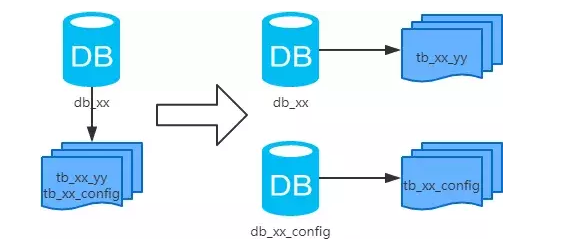 DB
db_xx
tb_xx_yy
tb_xx_config
DB
db_xx
tb_xx_yy
DB
db_xx_config
tb_xx_config